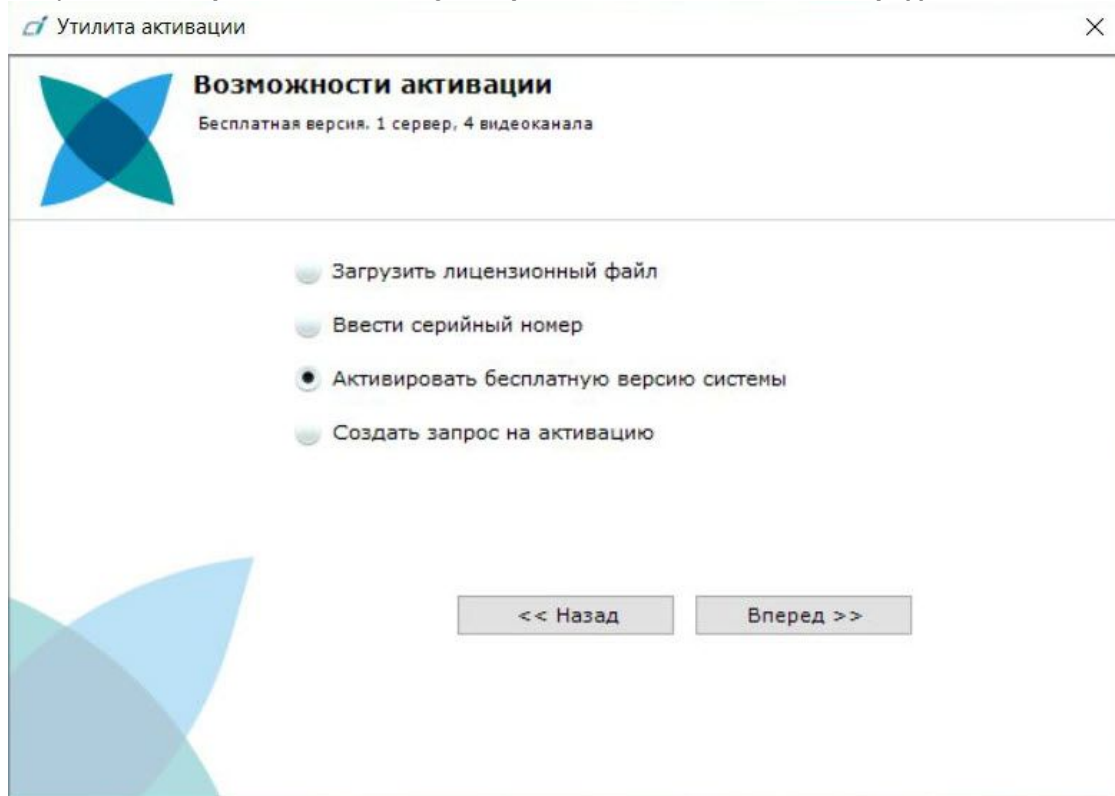 Утилита активации
Возможности активации
Бесплатная версия. 1 сервер, 4 видеоканала
Загрузить лицензионный файл
Ввести серийный номер
Активировать бесплатную версию системы
Создать запрос на активацию
<< Назад
Вперед >>